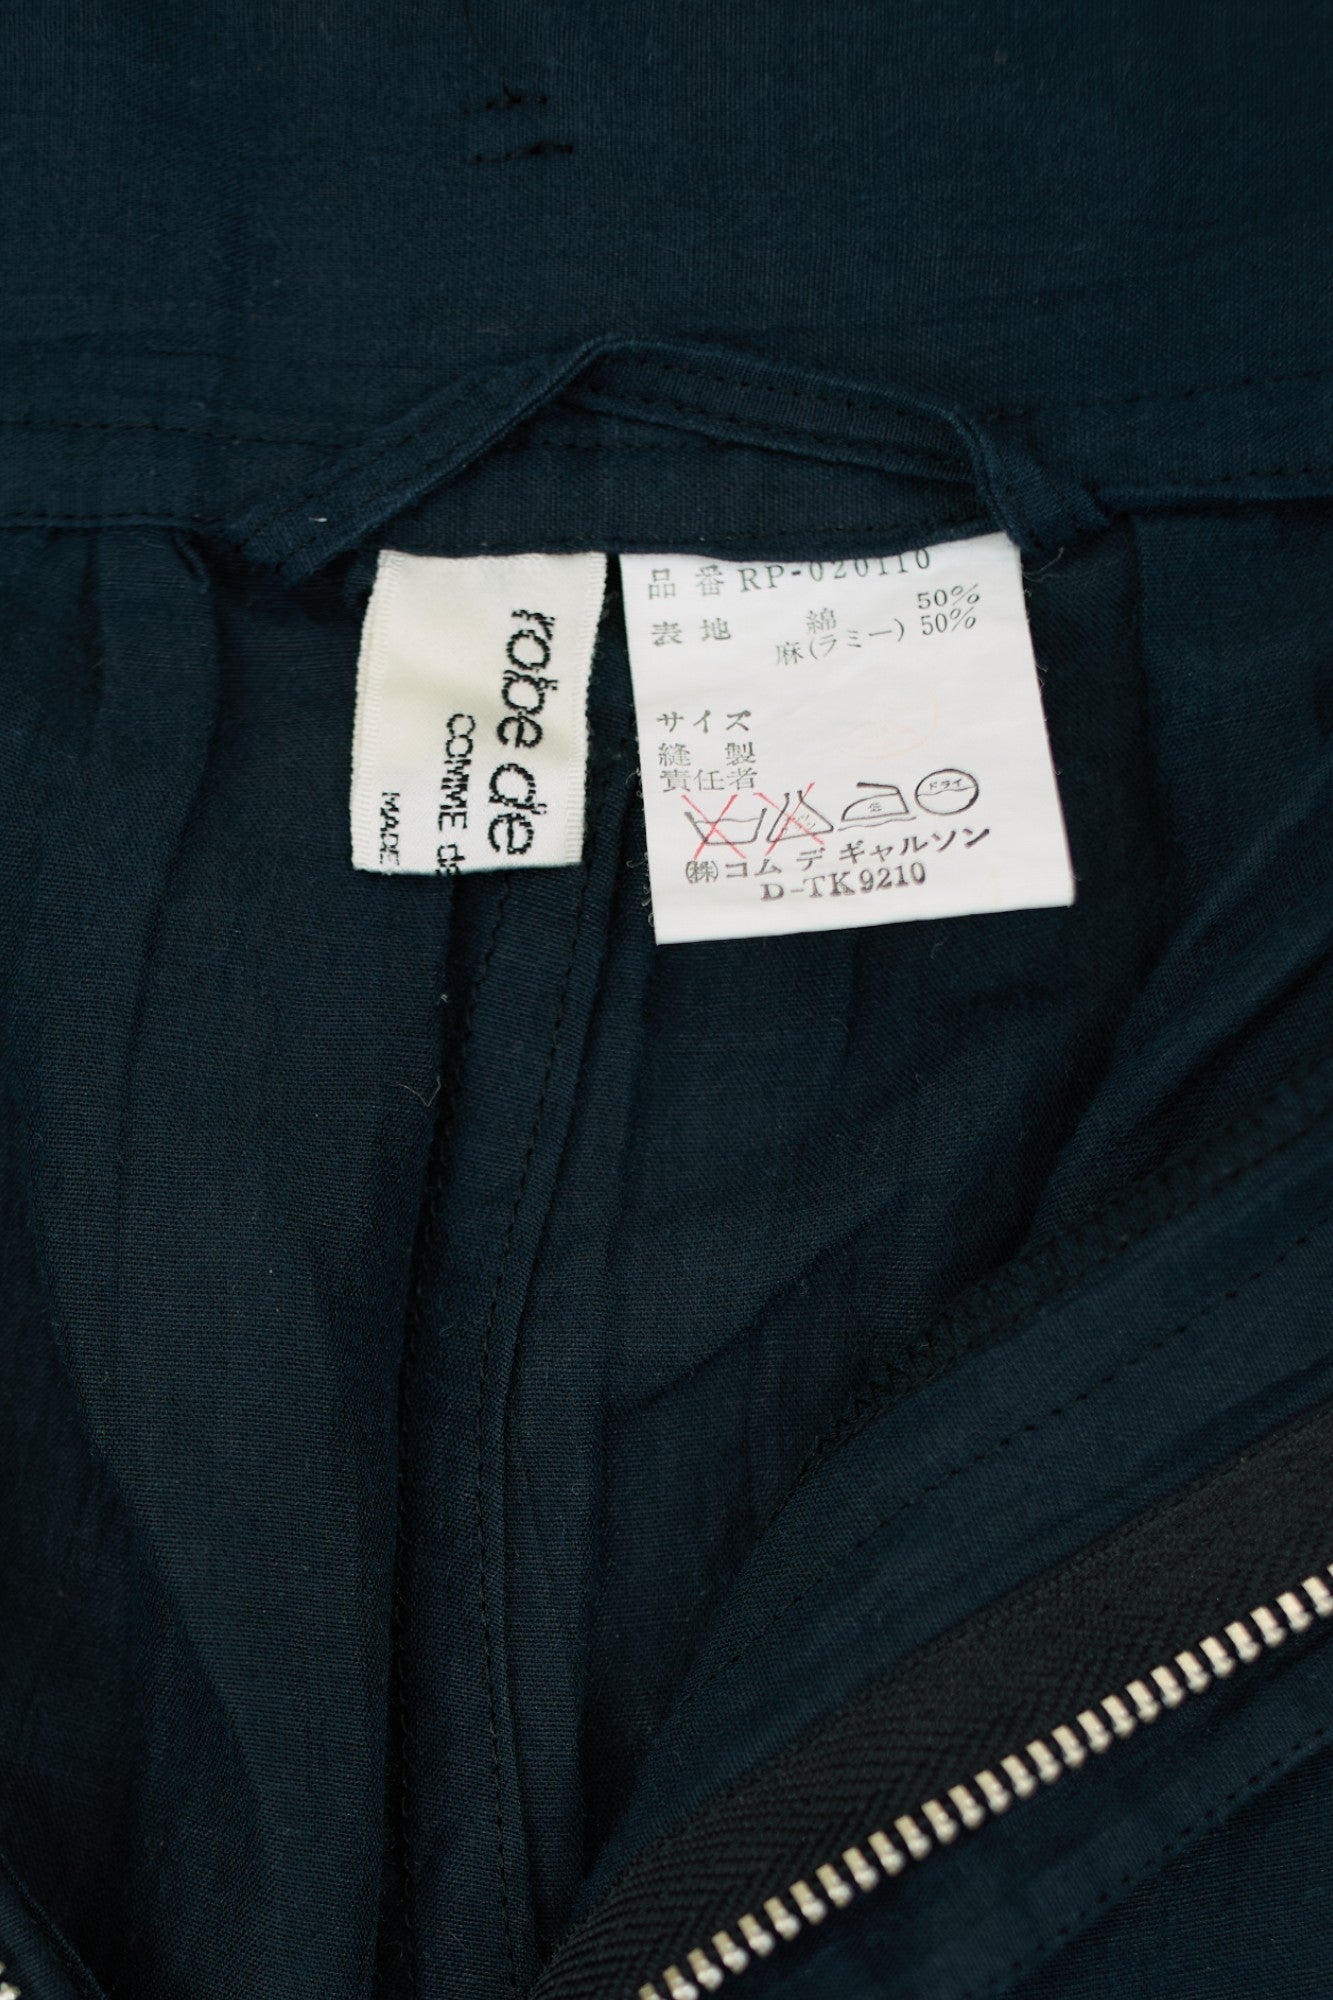 robe de
COMME des
MADE
品番 RP-020110
表地 綿 50%
麻(ラミー) 50%
サイズ
縫製
責任者
ドライ
(株)コム デ ギャルソン
D-TK9210